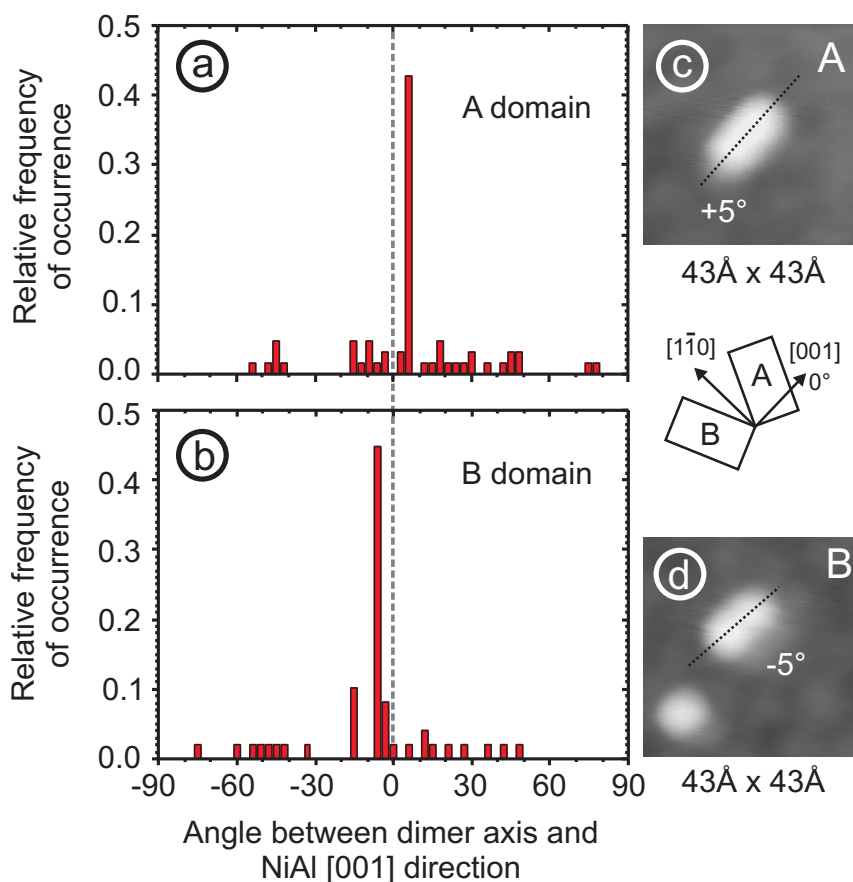 0.5
0.4
0.3
0.2
0.1
0.0
Relative frequency
of occurrence
a
A domain
0.5
0.4
0.3
0.2
0.1
0.0
Relative frequency
of occurrence
b
B domain
-90 -60 -30 0 30 60 90
Angle between dimer axis and
NiAl [001] direction
c
A
+5°
43Å x 43Å
[11̄0]
[001]
0°
A
B
d
B
-5°
43Å x 43Å